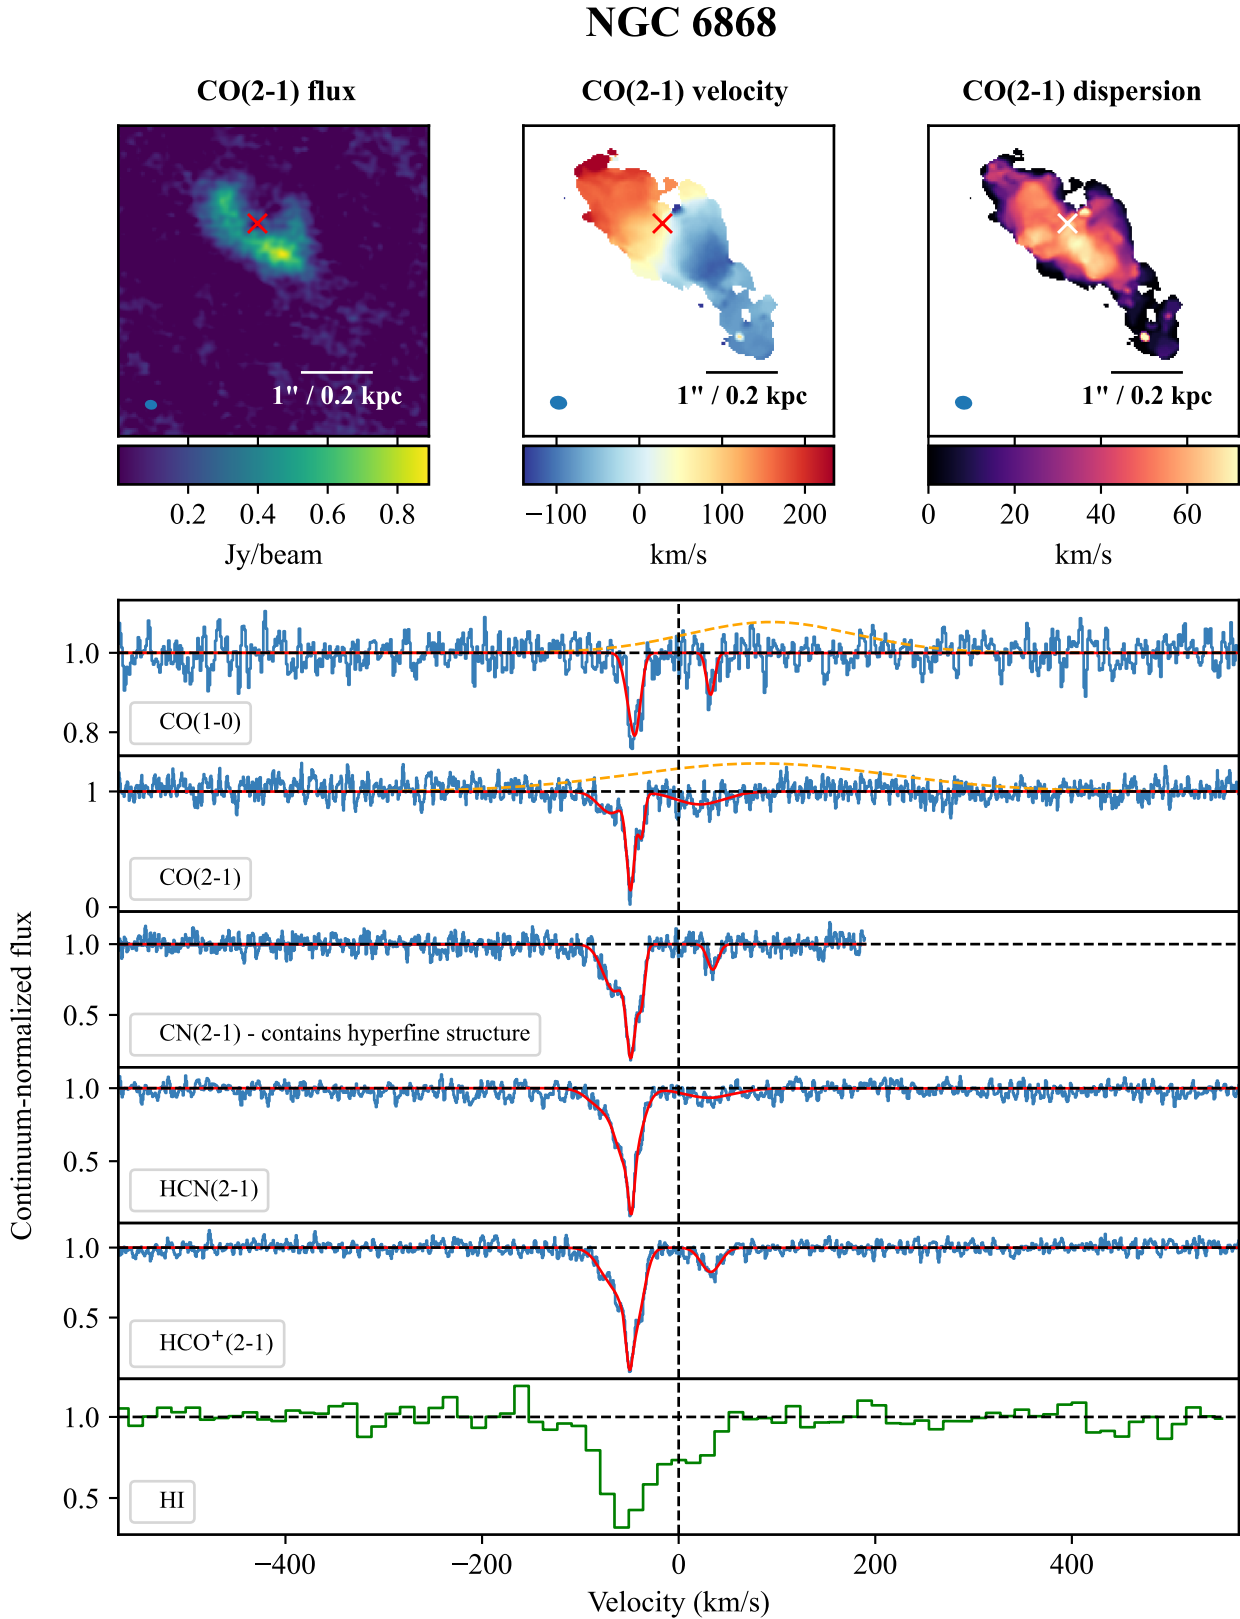 NGC 6868
CO(2-1) flux
CO(2-1) velocity
CO(2-1) dispersion
1" / 0.2 kpc
1" / 0.2 kpc
1" / 0.2 kpc
0.2 0.4 0.6 0.8
−100 0 100 200
0 20 40 60
Jy/beam
km/s
km/s
1.0
0.8
CO(1-0)
1
0
CO(2-1)
1.0
0.5
CN(2-1) - contains hyperfine structure
1.0
0.5
HCN(2-1)
1.0
0.5
HCO⁺(2-1)
1.0
0.5
HI
Continuum-normalized flux
−400 −200 0 200 400
Velocity (km/s)